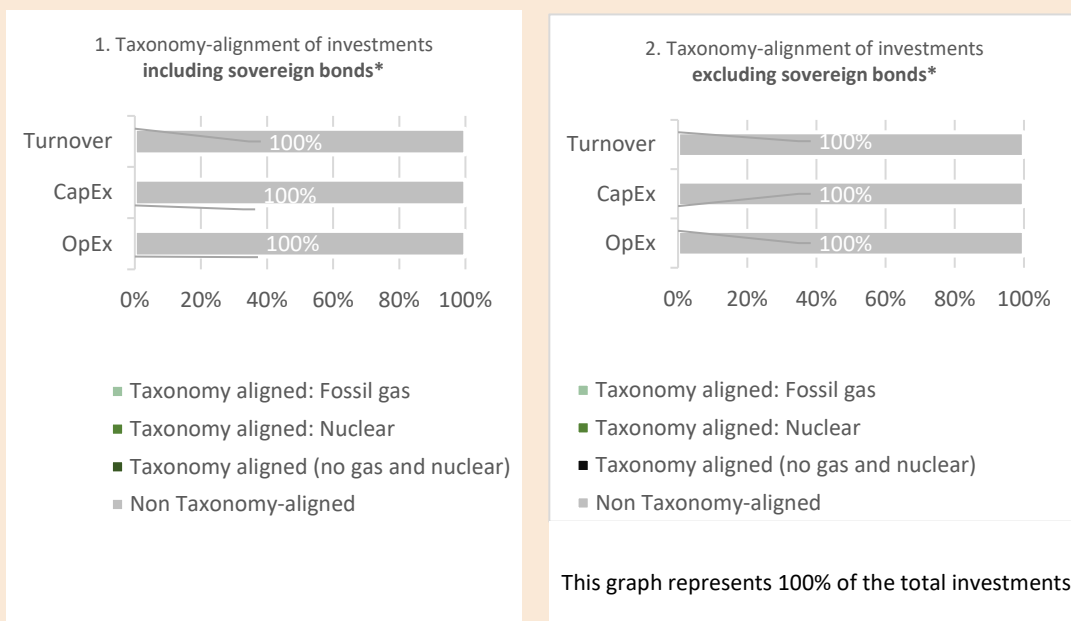 1. Taxonomy-alignment of investments
including sovereign bonds*
Turnover
100%
CapEx
100%
OpEx
100%
0% 20% 40% 60% 80% 100%
Taxonomy aligned: Fossil gas
Taxonomy aligned: Nuclear
Taxonomy aligned (no gas and nuclear)
Non Taxonomy-aligned
2. Taxonomy-alignment of investments
excluding sovereign bonds*
Turnover
100%
CapEx
100%
OpEx
100%
0% 20% 40% 60% 80% 100%
Taxonomy aligned: Fossil gas
Taxonomy aligned: Nuclear
Taxonomy aligned (no gas and nuclear)
Non Taxonomy-aligned
This graph represents 100% of the total investments